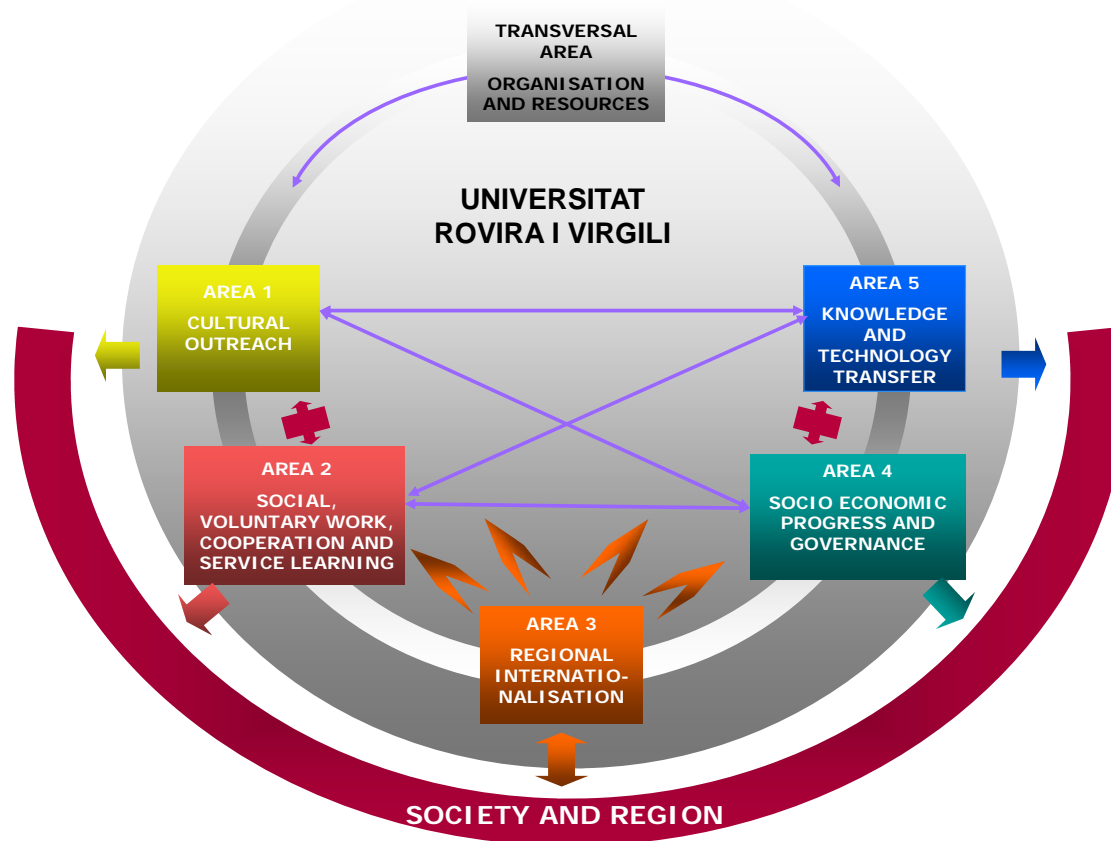 TRANSVERSAL
AREA
ORGANISATION
AND RESOURCES
UNIVERSITAT
ROVIRA I VIRGILI
AREA 1
CULTURAL
OUTREACH
AREA 5
KNOWLEDGE
AND
TECHNOLOGY
TRANSFER
AREA 2
SOCIAL,
VOLUNTARY WORK,
COOPERATION AND
SERVICE LEARNING
AREA 4
SOCIO ECONOMIC
PROGRESS AND
GOVERNANCE
AREA 3
REGIONAL
INTERNATIO-
NALISATION
SOCIETY AND REGION